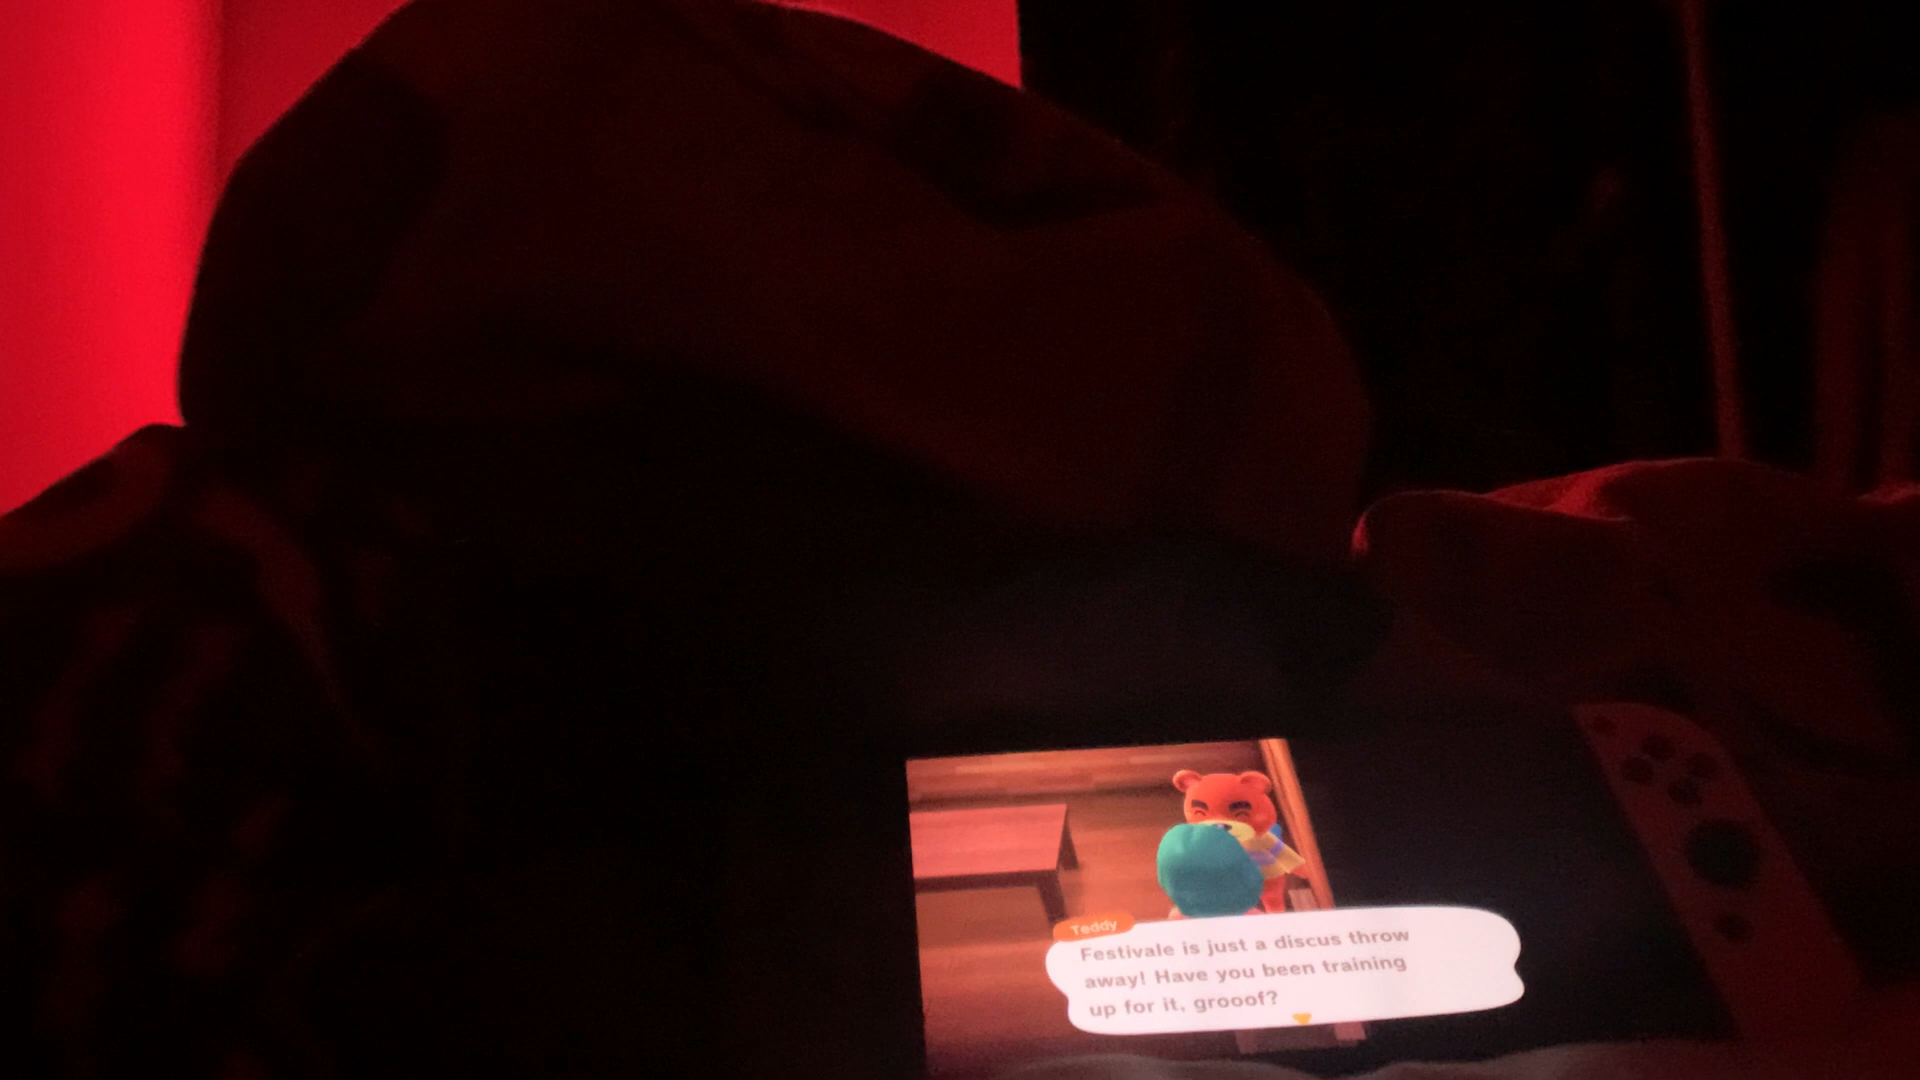 Teddy
Festivale is just a discus throw
away! Have you been training
up for it, grooof?